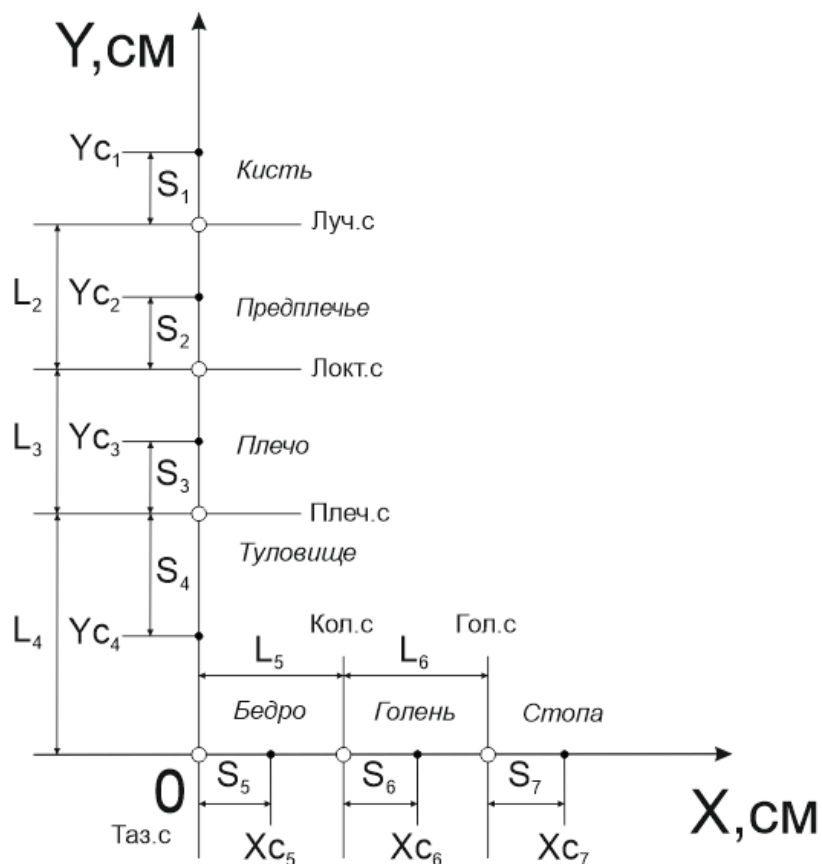 Y,см
Yc₁
S₁
Кисть
Луч.с
L₂
Yc₂
S₂
Предплечье
Локт.с
L₃
Yc₃
S₃
Плечо
Плеч.с
Туловище
S₄
L₄
Yc₄
Кол.с
Гол.с
L₅
L₆
Бедро
Голень
Стопа
0
S₅
S₆
S₇
X,см
Таз.с
Xc₅
Xc₆
Xc₇